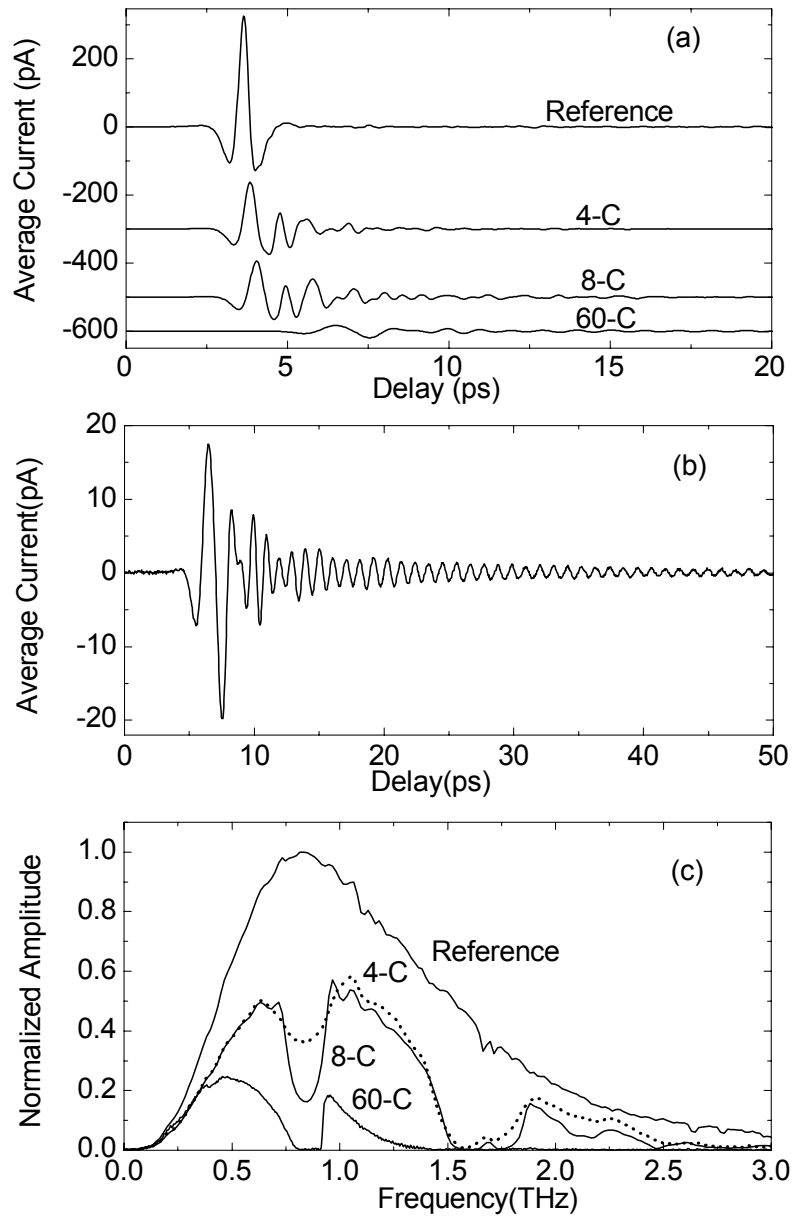 (a)
Average Current (pA)
200
0
-200
-400
-600
Reference
4-C
8-C
60-C
0 5 10 15 20
Delay (ps)
(b)
Average Current(pA)
20
10
0
-10
-20
0 10 20 30 40 50
Delay(ps)
(c)
Normalized Amplitude
1.0
0.8
0.6
0.4
0.2
0.0
Reference
4-C
8-C
60-C
0.0 0.5 1.0 1.5 2.0 2.5 3.0
Frequency(THz)